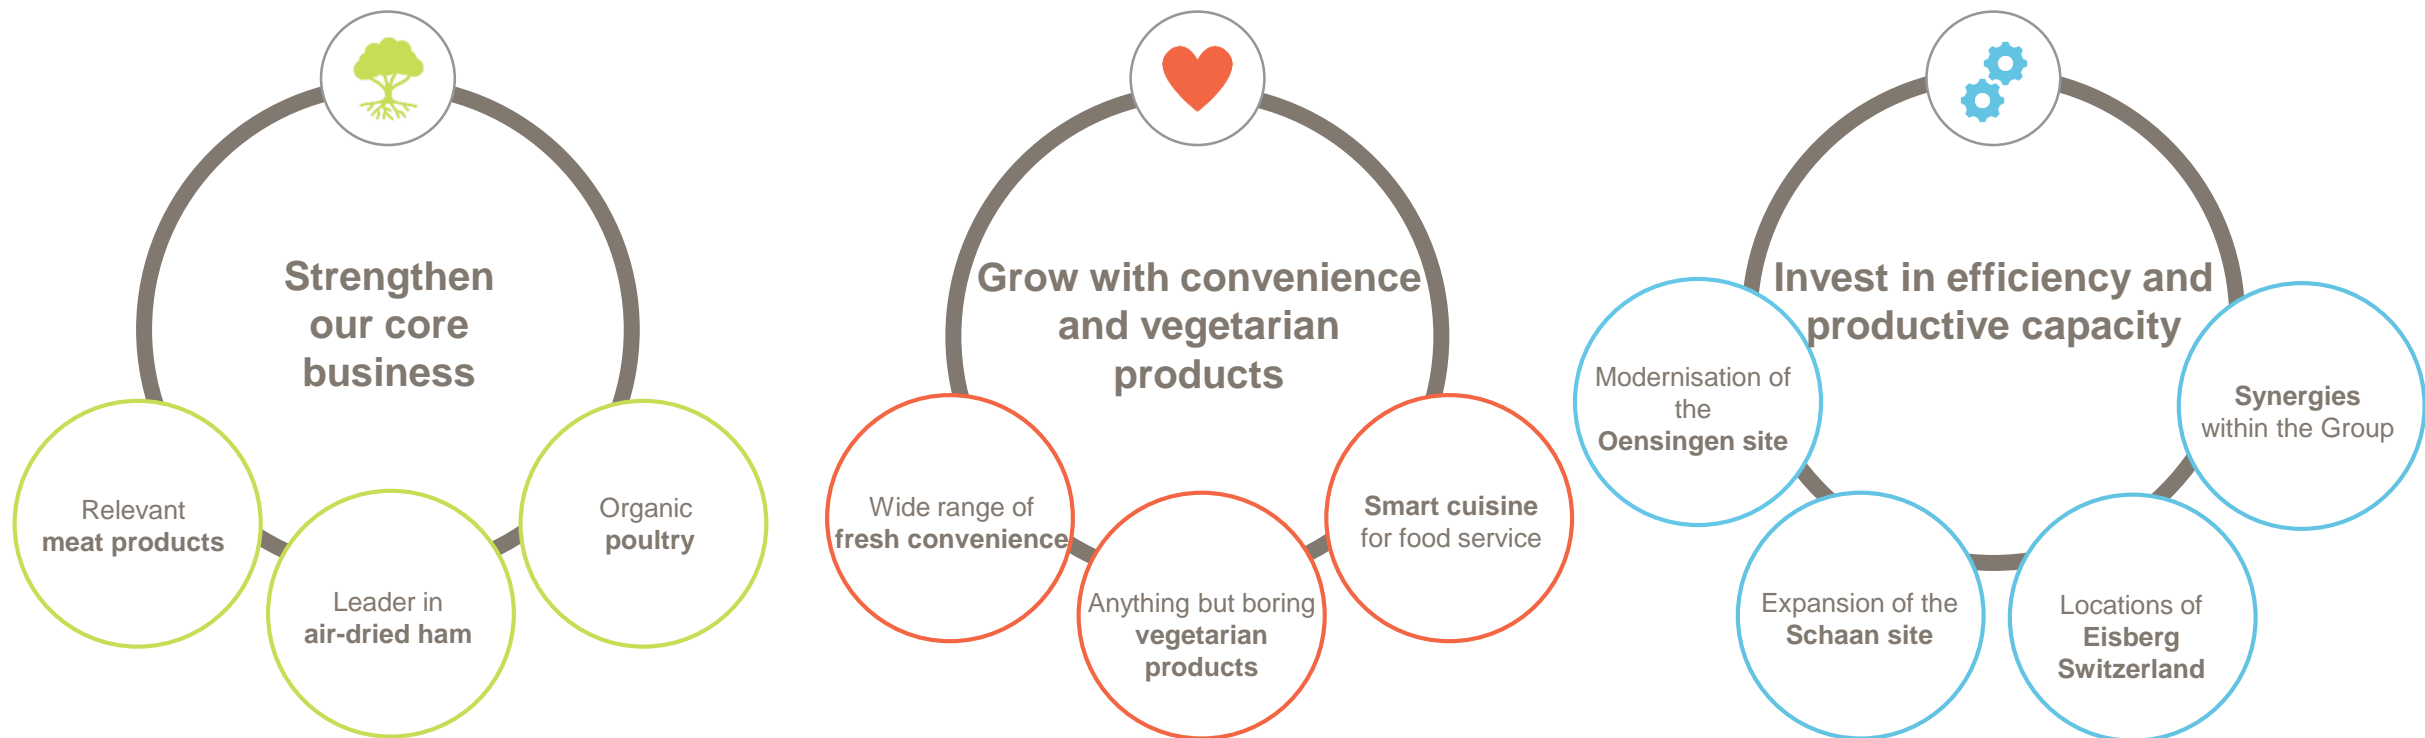 Strengthen
our core
business
Relevant
meat products
Leader in
air-dried ham
Organic
poultry
Grow with convenience
and vegetarian
products
Wide range of
fresh convenience
Anything but boring
vegetarian
products
Smart cuisine
for food service
Invest in efficiency and
productive capacity
Modernisation of
the
Oensingen site
Expansion of the
Schaan site
Locations of
Eisberg
Switzerland
Synergies
within the Group